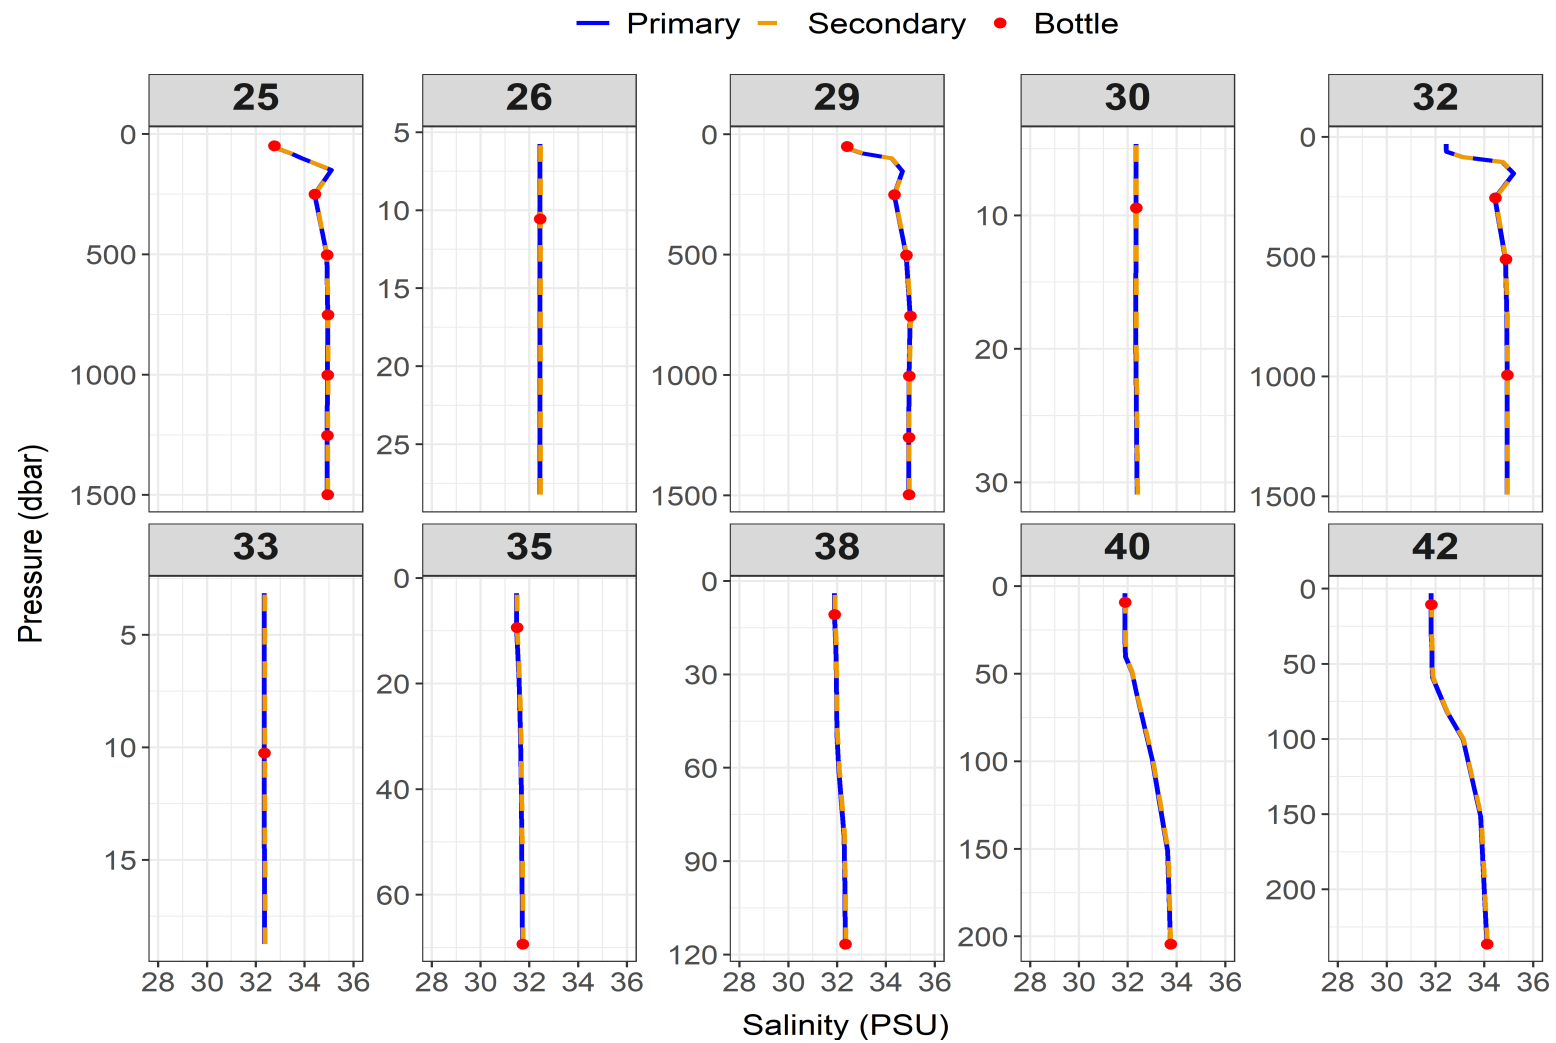 Primary Secondary Bottle
25 26 29 30 32
0 500 1000 1500
5 10 15 20 25
0 500 1000 1500
10 20 30
0 500 1000 1500
Pressure (dbar)
33 35 38 40 42
5 10 15
0 20 40 60
0 30 60 90 120
0 50 100 150 200
0 50 100 150 200
28 30 32 34 36 28 30 32 34 36 28 30 32 34 36 28 30 32 34 36 28 30 32 34 36
Salinity (PSU)